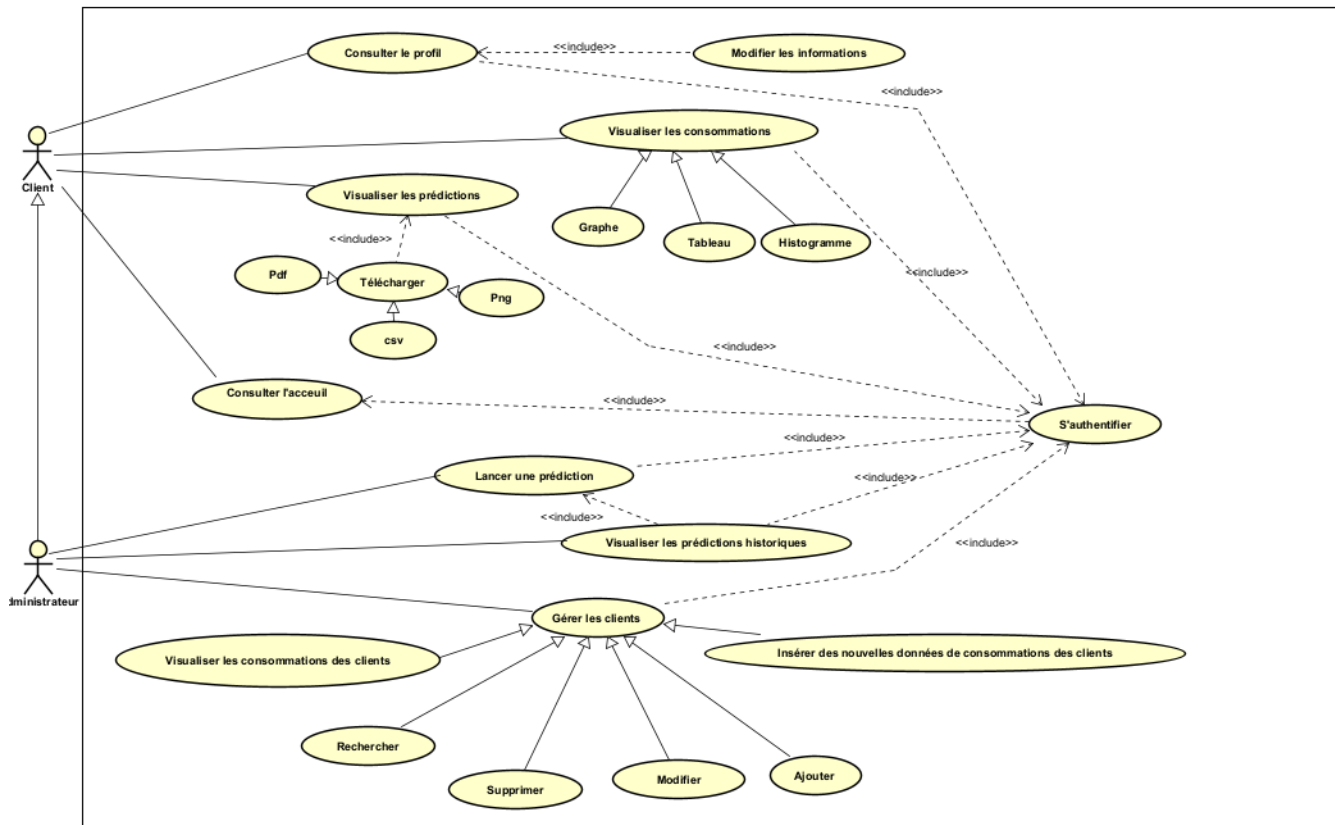 Consulter le profil
<<include>>
Modifier les informations
<<include>>
Visualiser les consommations
Client
Visualiser les prédictions
Graphe
Tableau
Histogramme
<<include>>
<<include>>
Pdf
Télécharger
Png
csv
<<include>>
Consulter l'acceuil
<<include>>
S'authentifier
<<include>>
Lancer une prédiction
<<include>>
<<include>>
Visualiser les prédictions historiques
<<include>>
dministrateur
Gérer les clients
Visualiser les consommations des clients
Insérer des nouvelles données de consommations des clients
Rechercher
Supprimer
Modifier
Ajouter